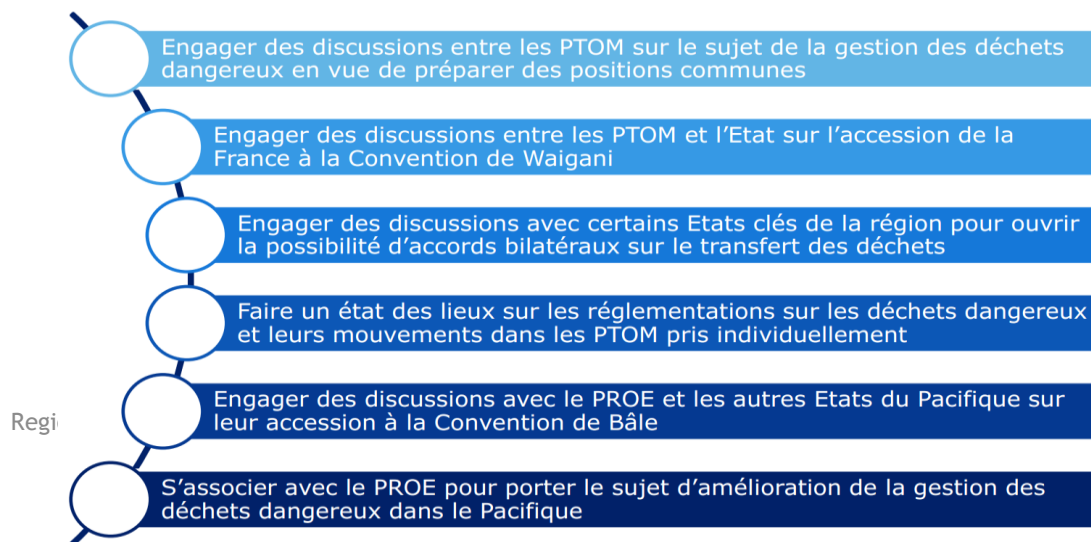 Engager des discussions entre les PTOM sur le sujet de la gestion des déchets
dangereux en vue de préparer des positions communes
Engager des discussions entre les PTOM et l’Etat sur l’accession de la
France à la Convention de Waigani
Engager des discussions avec certains Etats clés de la région pour ouvrir
la possibilité d’accords bilatéraux sur le transfert des déchets
Faire un état des lieux sur les réglementations sur les déchets dangereux
et leurs mouvements dans les PTOM pris individuellement
Engager des discussions avec le PROE et les autres Etats du Pacifique sur
leur accession à la Convention de Bâle
S’associer avec le PROE pour porter le sujet d’amélioration de la gestion des
déchets dangereux dans le Pacifique